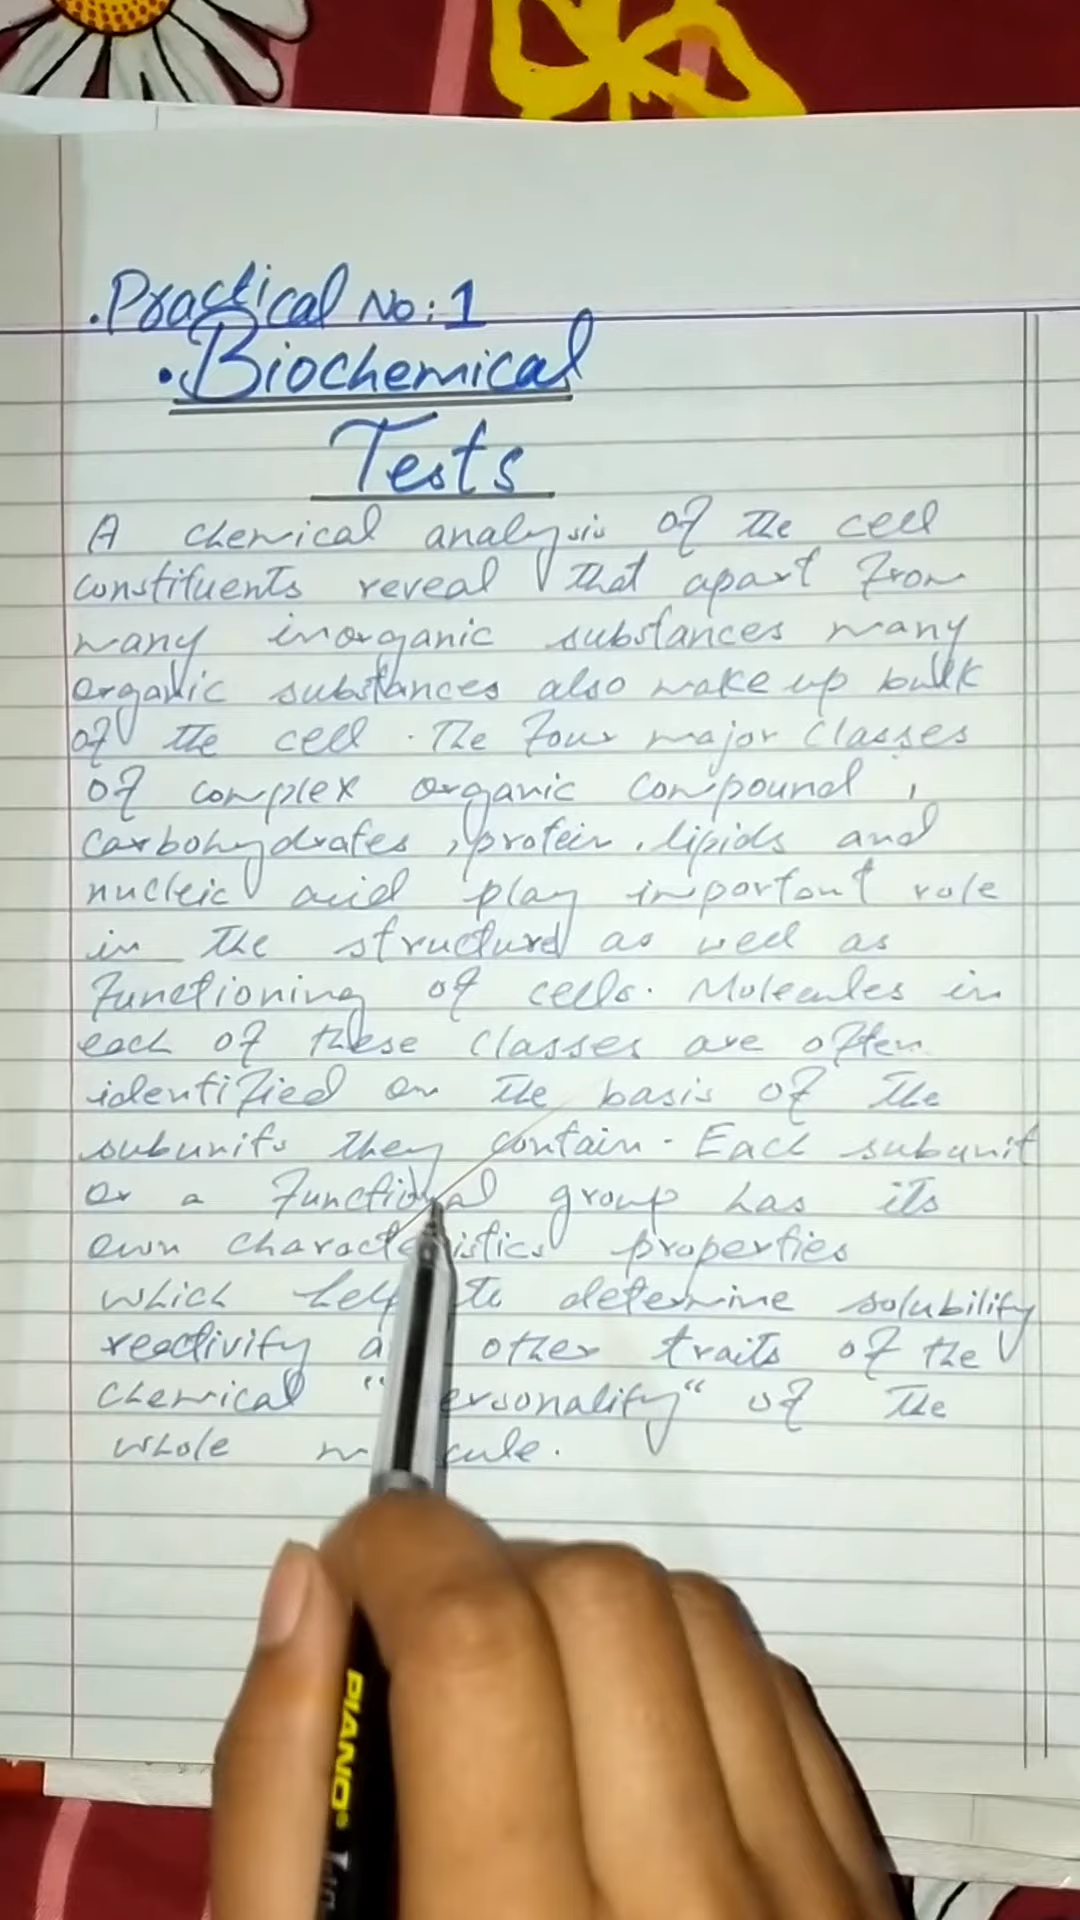 .Practical No: 1
.Biochemical
Tests
A chemical analysis of the cell
constituents reveal that apart from
many inorganic substances many
organic substances also make up bulk
of the cell. The four major classes
of complex organic compound,
carbohydrates, protein, lipids and
nucleic acid play important role
in the structured as well as
functioning of cells. Molecules in
each of these classes are often
identified on the basis of the
subunits they contain. Each subunit
or a functional group has its
own characteristics properties
which help to determine solubility
reactivity a other traits of the
chemical "ersonality" of the
whole m cule.
PIANO